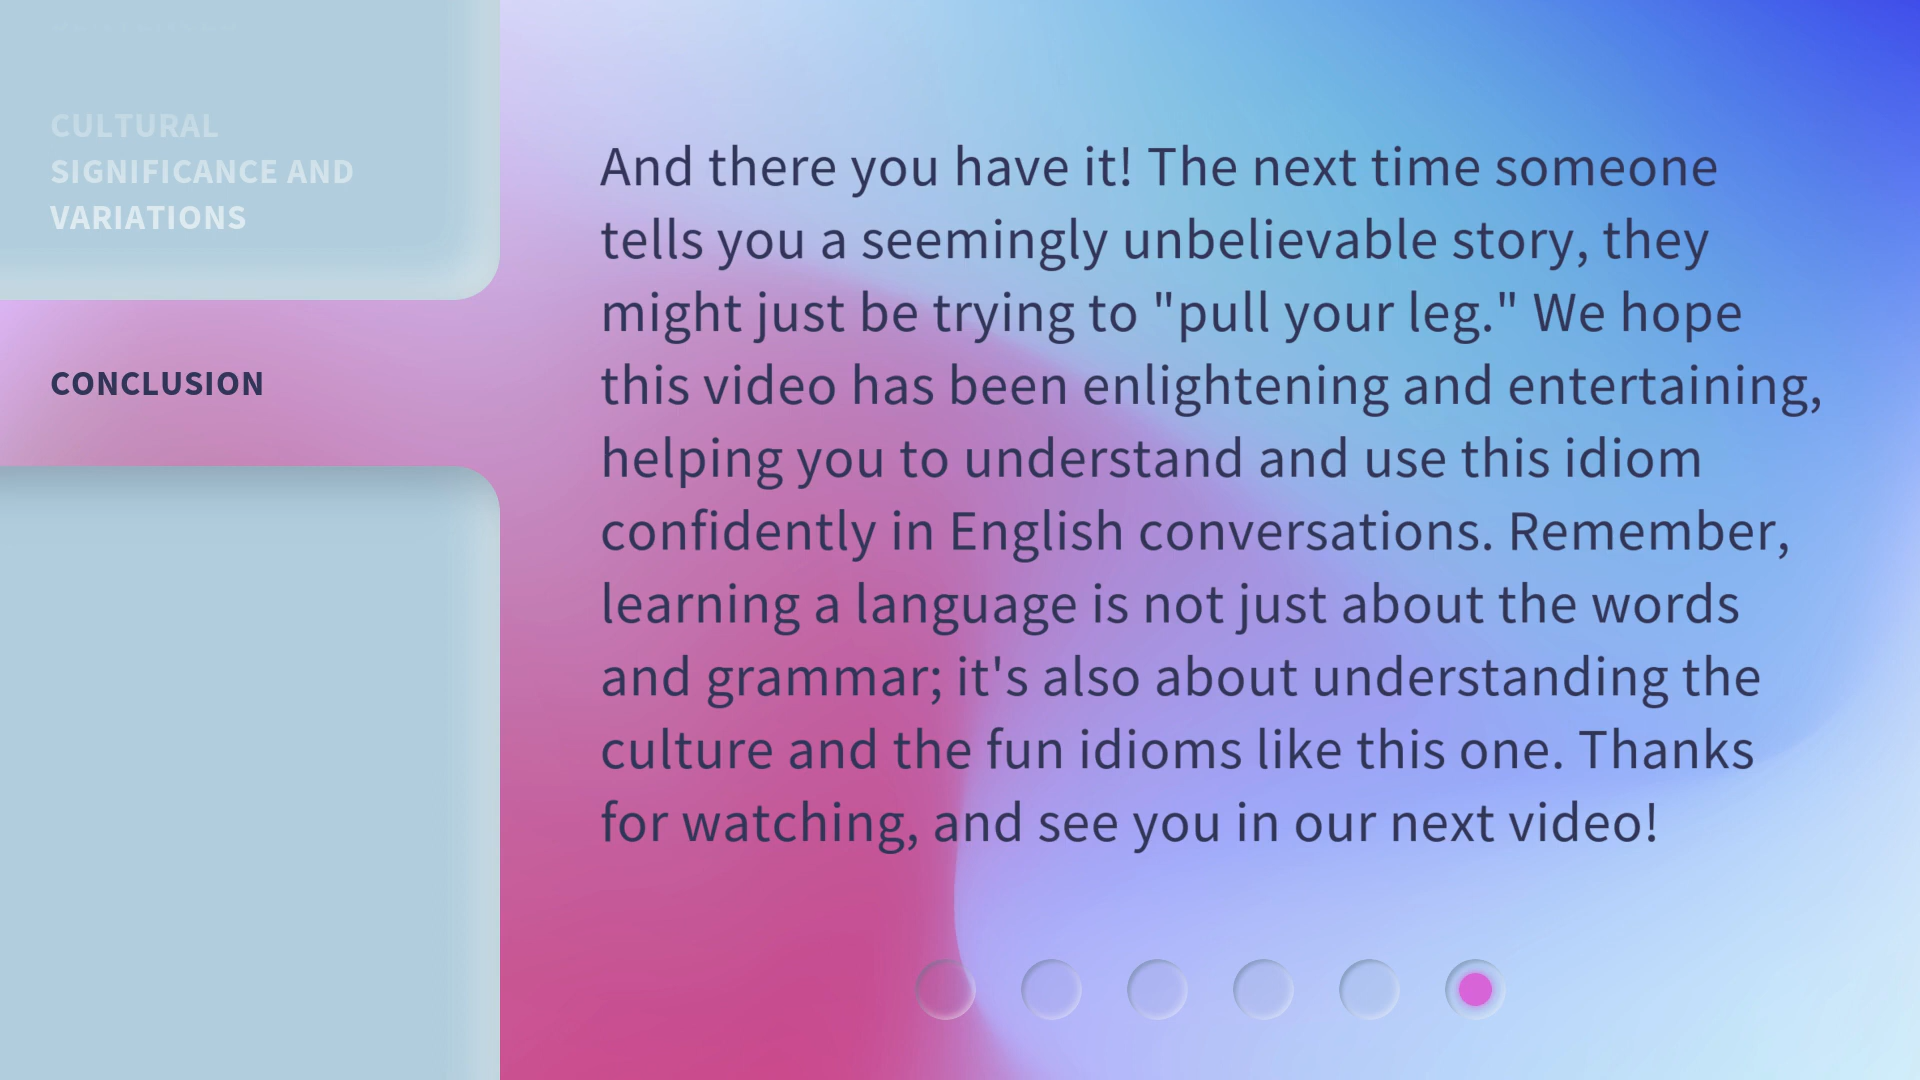 CULTURAL
SIGNIFICANCE AND
VARIATIONS
CONCLUSION
And there you have it! The next time someone
tells you a seemingly unbelievable story, they
might just be trying to "pull your leg." We hope
this video has been enlightening and entertaining,
helping you to understand and use this idiom
confidently in English conversations. Remember,
learning a language is not just about the words
and grammar; it's also about understanding the
culture and the fun idioms like this one. Thanks
for watching, and see you in our next video!